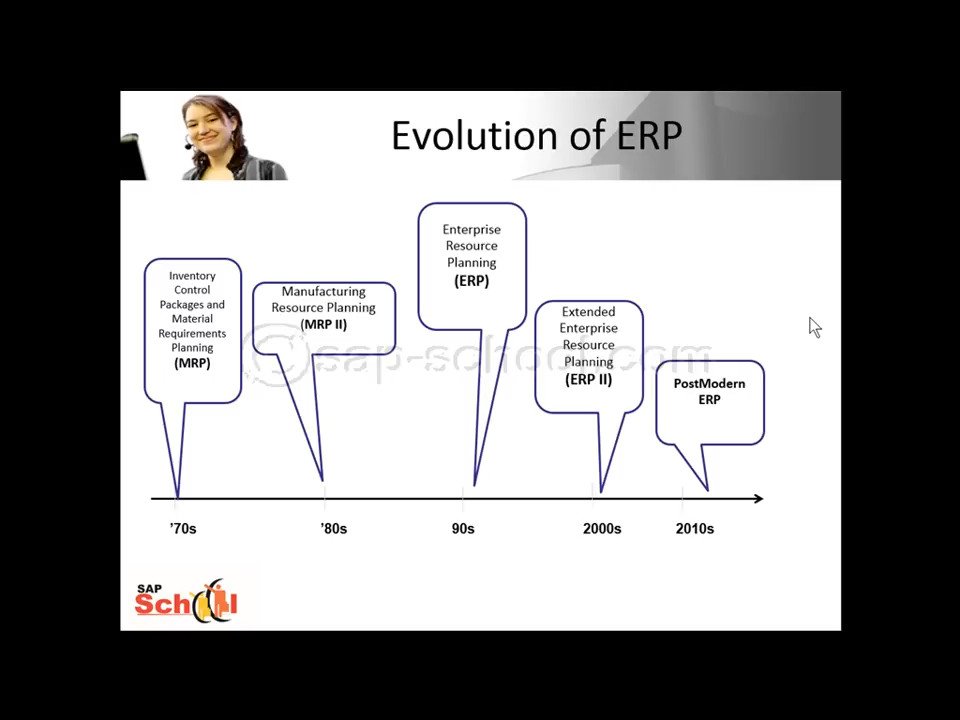 Evolution of ERP
Inventory
Control
Packages and
Material
Requirements
Planning
(MRP)
Manufacturing
Resource Planning
(MRP II)
Enterprise
Resource
Planning
(ERP)
Extended
Enterprise
Resource
Planning
(ERP II)
PostModern
ERP
©sap-school.com
’70s
’80s
90s
2000s
2010s
SAP
School